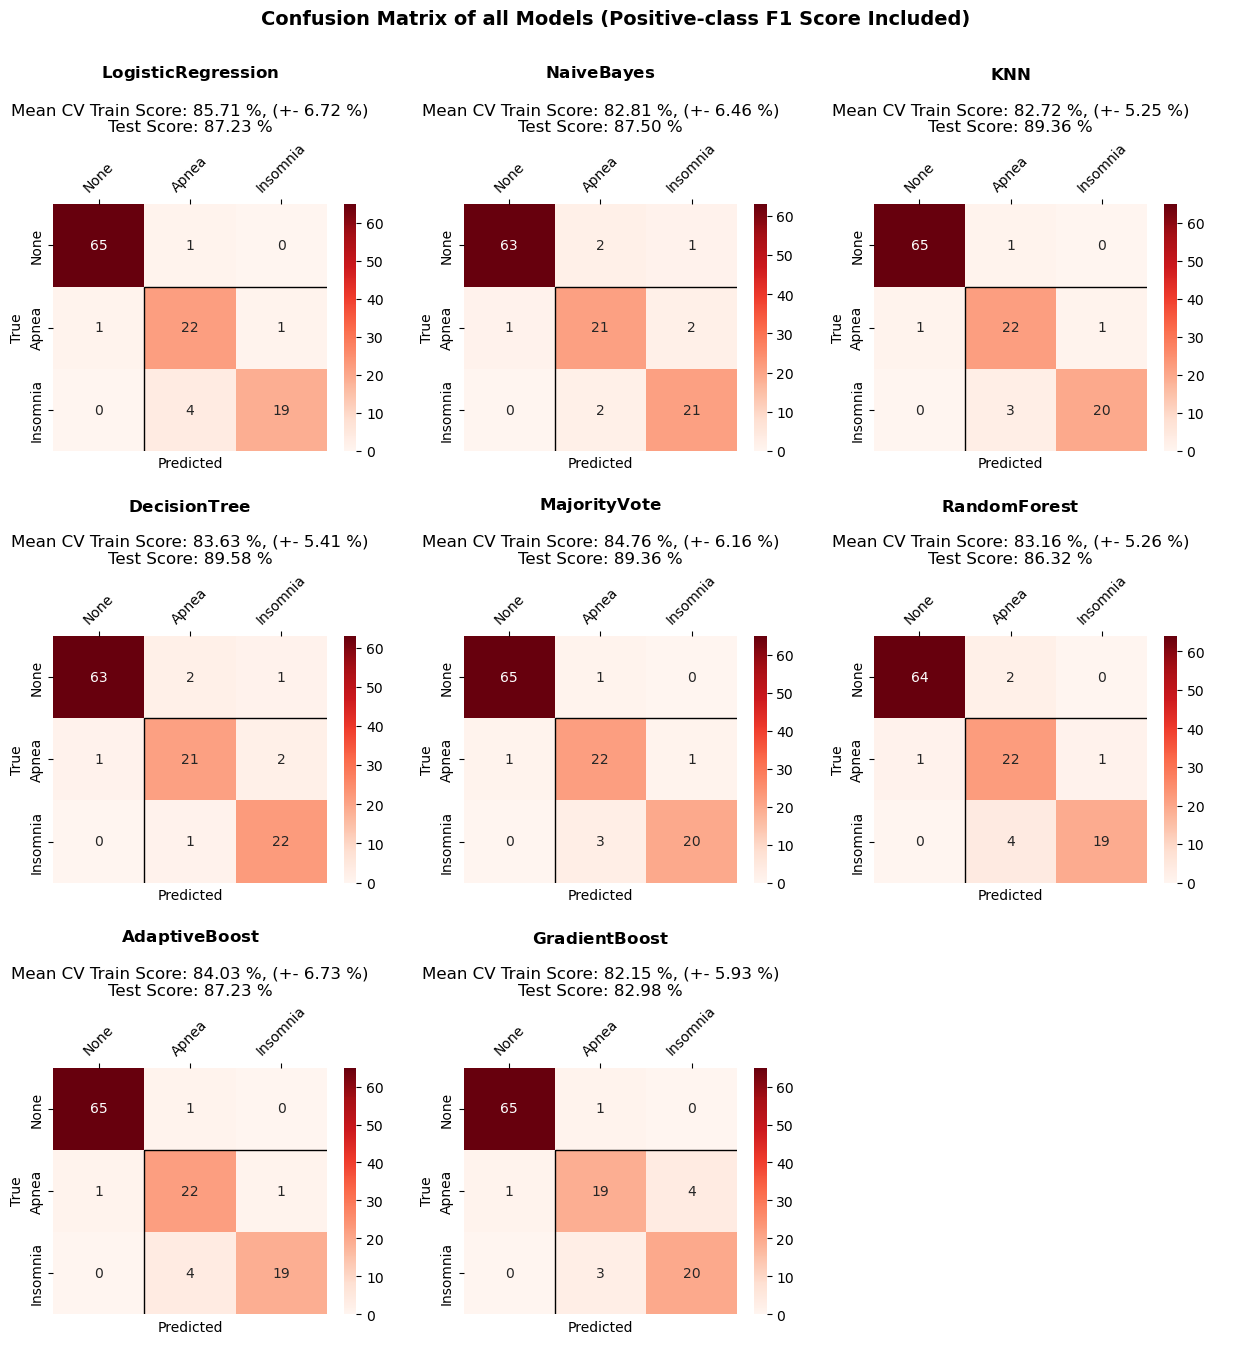 Confusion Matrix of all Models (Positive-class F1 Score Included)
LogisticRegression
Mean CV Train Score: 85.71 %, (+- 6.72 %)
Test Score: 87.23 %
None Apnea Insomnia
None 65 1 0
Apnea 1 22 1
Insomnia 0 4 19
True
Predicted
60
50
40
30
20
10
0
NaiveBayes
Mean CV Train Score: 82.81 %, (+- 6.46 %)
Test Score: 87.50 %
None Apnea Insomnia
None 63 2 1
Apnea 1 21 2
Insomnia 0 2 21
True
Predicted
60
50
40
30
20
10
0
KNN
Mean CV Train Score: 82.72 %, (+- 5.25 %)
Test Score: 89.36 %
None Apnea Insomnia
None 65 1 0
Apnea 1 22 1
Insomnia 0 3 20
True
Predicted
60
50
40
30
20
10
0
DecisionTree
Mean CV Train Score: 83.63 %, (+- 5.41 %)
Test Score: 89.58 %
None Apnea Insomnia
None 63 2 1
Apnea 1 21 2
Insomnia 0 1 22
True
Predicted
60
50
40
30
20
10
0
MajorityVote
Mean CV Train Score: 84.76 %, (+- 6.16 %)
Test Score: 89.36 %
None Apnea Insomnia
None 65 1 0
Apnea 1 22 1
Insomnia 0 3 20
True
Predicted
60
50
40
30
20
10
0
RandomForest
Mean CV Train Score: 83.16 %, (+- 5.26 %)
Test Score: 86.32 %
None Apnea Insomnia
None 64 2 0
Apnea 1 22 1
Insomnia 0 4 19
True
Predicted
60
50
40
30
20
10
0
AdaptiveBoost
Mean CV Train Score: 84.03 %, (+- 6.73 %)
Test Score: 87.23 %
None Apnea Insomnia
None 65 1 0
Apnea 1 22 1
Insomnia 0 4 19
True
Predicted
60
50
40
30
20
10
0
GradientBoost
Mean CV Train Score: 82.15 %, (+- 5.93 %)
Test Score: 82.98 %
None Apnea Insomnia
None 65 1 0
Apnea 1 19 4
Insomnia 0 3 20
True
Predicted
60
50
40
30
20
10
0